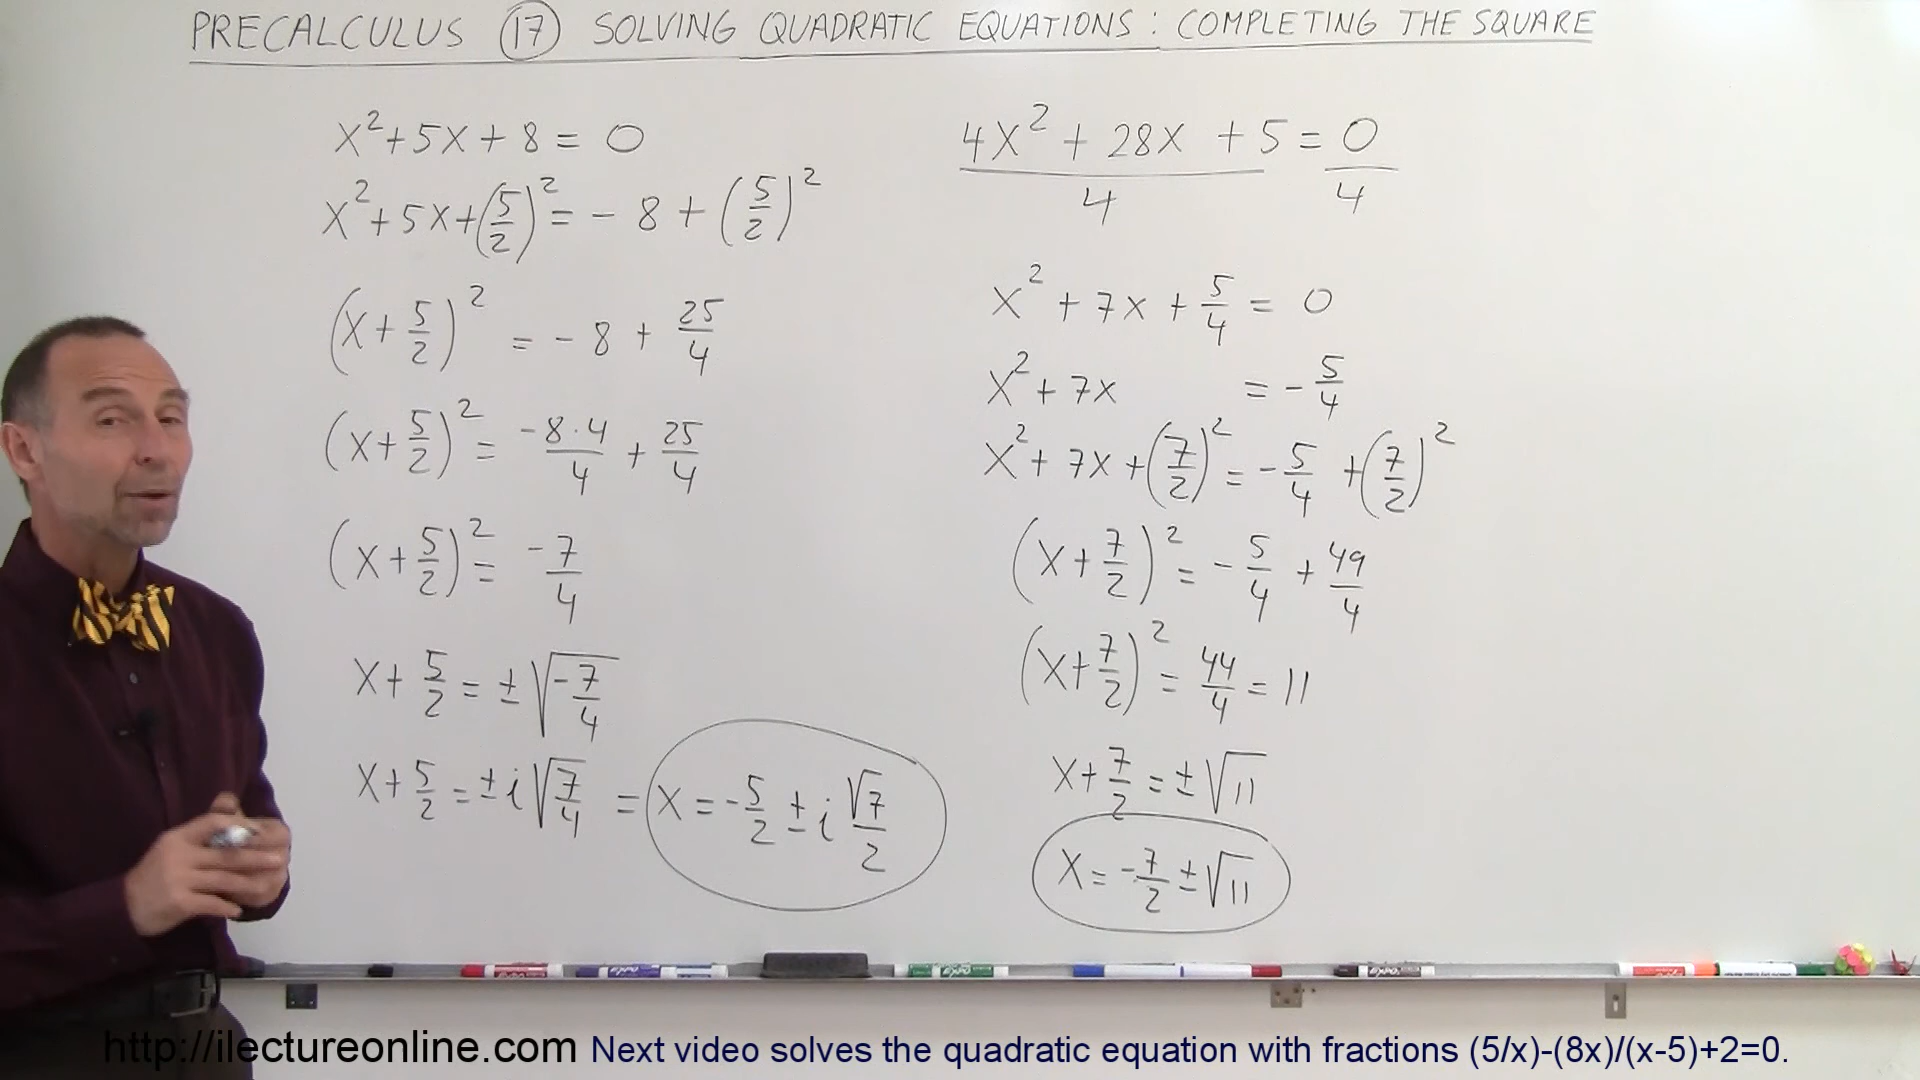 PRECALCULUS (17) SOLVING QUADRATIC EQUATIONS : COMPLETING THE SQUARE
x² + 5x + 8 = 0
x² + 5x + (5/2)² = - 8 + (5/2)²
(x + 5/2)² = - 8 + 25/4
(x + 5/2)² = -8·4/4 + 25/4
(x + 5/2)² = -7/4
x + 5/2 = ± √(-7/4)
x + 5/2 = ± i √(7/4) = x = -5/2 ± i √7/2
4x² + 28x + 5 = 0
4 4
x² + 7x + 5/4 = 0
x² + 7x = - 5/4
x² + 7x + (7/2)² = - 5/4 + (7/2)²
(x + 7/2)² = - 5/4 + 49/4
(x + 7/2)² = 44/4 = 11
x + 7/2 = ± √11
x = -7/2 ± √11
http://ilectureonline.com Next video solves the quadratic equation with fractions (5/x)-(8x)/(x-5)+2=0.